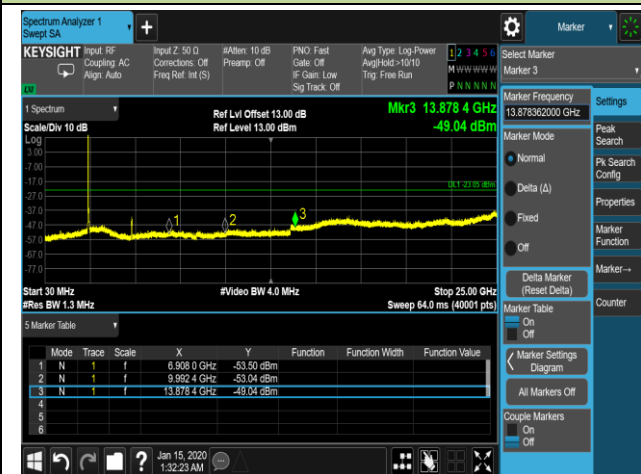 Spectrum Analyzer 1
Swept SA
+
Marker
KEYSIGHT
Input: RF
Coupling: AC
Align: Auto
Input Z: 50 Ω
Corrections: Off
Freq Ref: Int (S)
#Atten: 10 dB
Preamp: Off
PNO: Fast
Gate: Off
IF Gain: Low
Sig Track: Off
Avg Type: Log-Power
Avg|Hold:>10/10
Trig: Free Run
1 2 3 4 5 6
M W W W W W
P N N N N N
LXI
Select Marker
Marker 3
1 Spectrum
Scale/Div 10 dB
Ref Lvl Offset 13.00 dB
Ref Level 13.00 dBm
Mkr3 13.878 4 GHz
-49.04 dBm
Log
3.00
-7.00
-17.0
-27.0
-37.0
-47.0
-57.0
-67.0
-77.0
DL1 -23.05 dBm
1
2
3
Start 30 MHz
#Res BW 1.3 MHz
#Video BW 4.0 MHz
Stop 25.00 GHz
Sweep 64.0 ms (40001 pts)
5 Marker Table
Mode Trace Scale X Y Function Function Width Function Value
1 N 1 f 6.908 0 GHz -53.50 dBm
2 N 1 f 9.992 4 GHz -53.04 dBm
3 N 1 f 13.878 4 GHz -49.04 dBm
4
5
6
Marker Frequency
13.878362000 GHz
Marker Mode
Normal
Delta (Δ)
Fixed
Off
Delta Marker
(Reset Delta)
Marker Table
On
Off
Marker Settings
Diagram
All Markers Off
Couple Markers
On
Off
Settings
Peak
Search
Pk Search
Config
Properties
Marker
Function
Marker→
Counter
?
Jan 15, 2020
1:32:23 AM